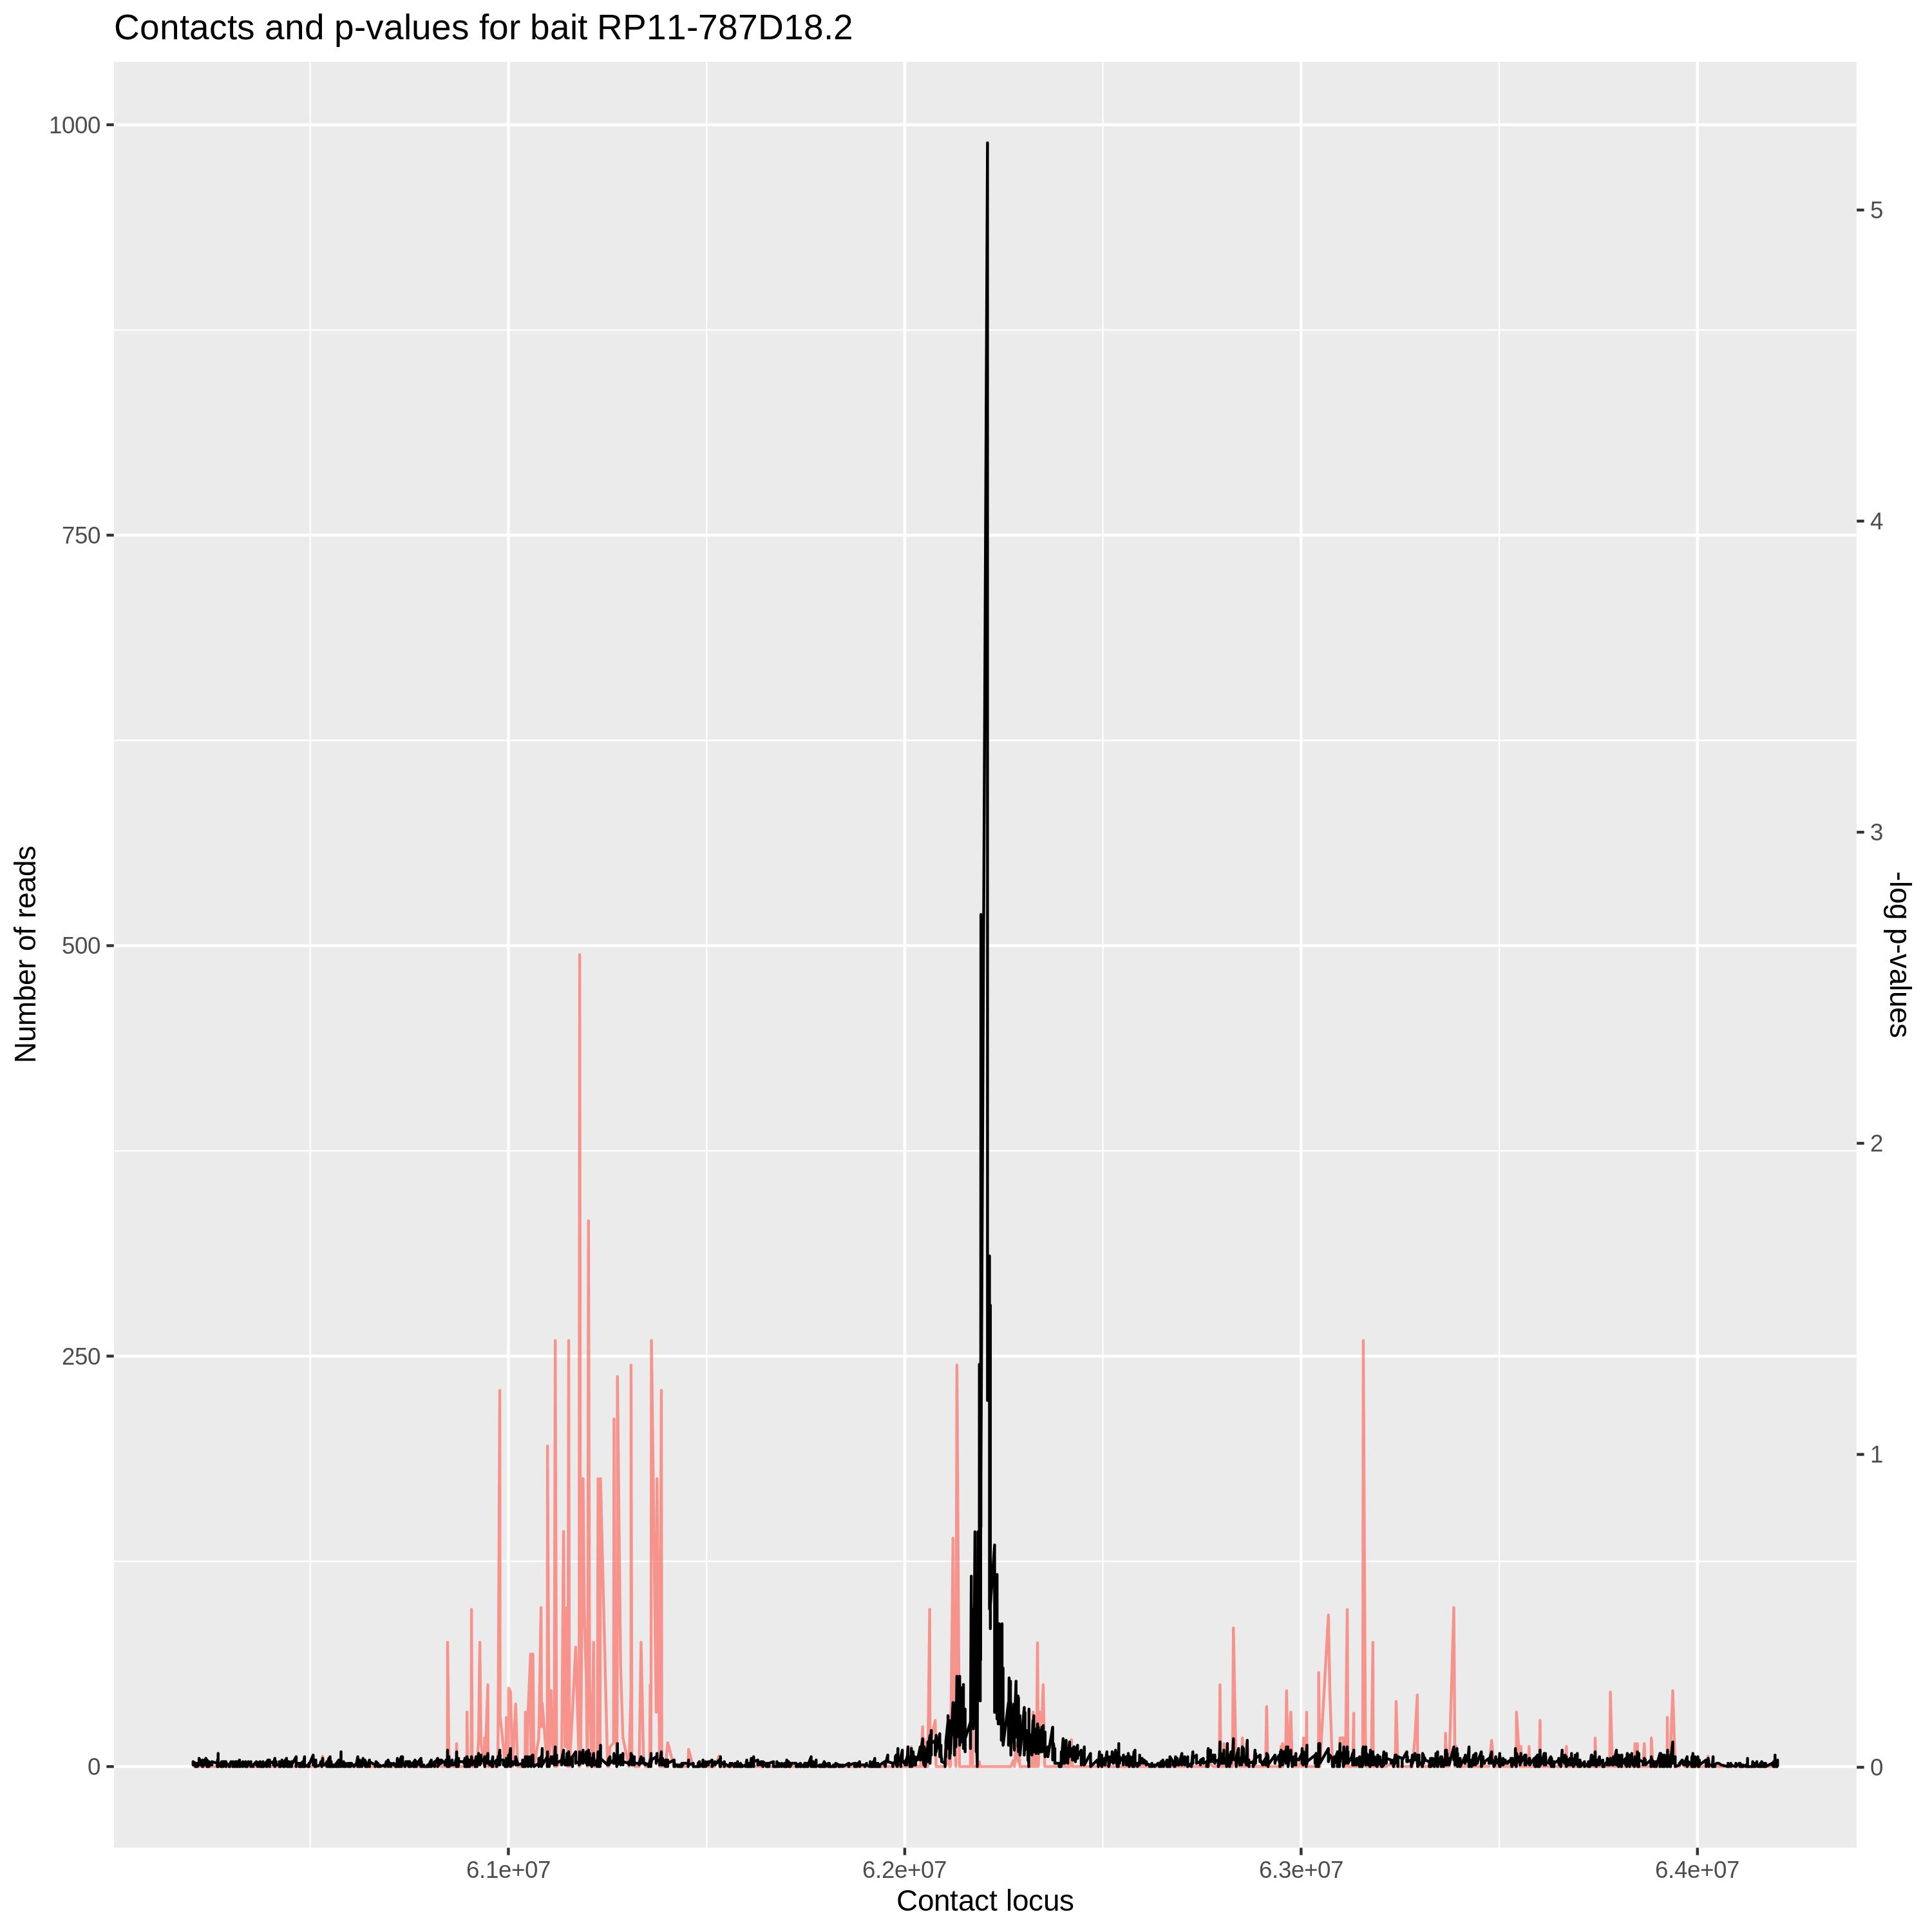 Contacts and p-values for bait RP11-787D18.2
1000
750
500
250
0
Number of reads
5
4
3
2
1
0
-log p-values
6.1e+07
6.2e+07
6.3e+07
6.4e+07
Contact locus